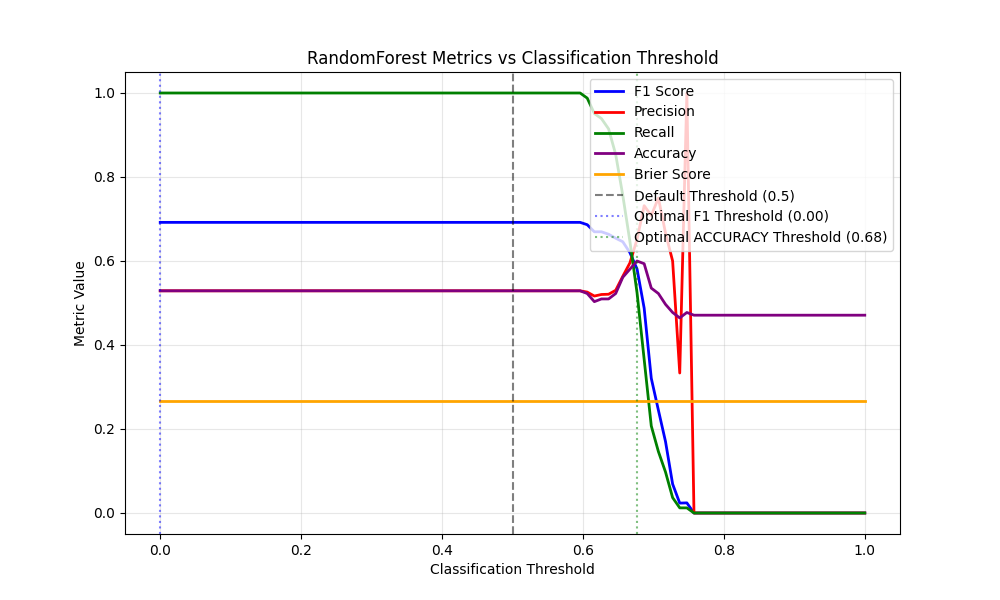 RandomForest Metrics vs Classification Threshold
F1 Score
Precision
Recall
Accuracy
Brier Score
Default Threshold (0.5)
Optimal F1 Threshold (0.00)
Optimal ACCURACY Threshold (0.68)
Metric Value
1.0
0.8
0.6
0.4
0.2
0.0
0.0 0.2 0.4 0.6 0.8 1.0
Classification Threshold